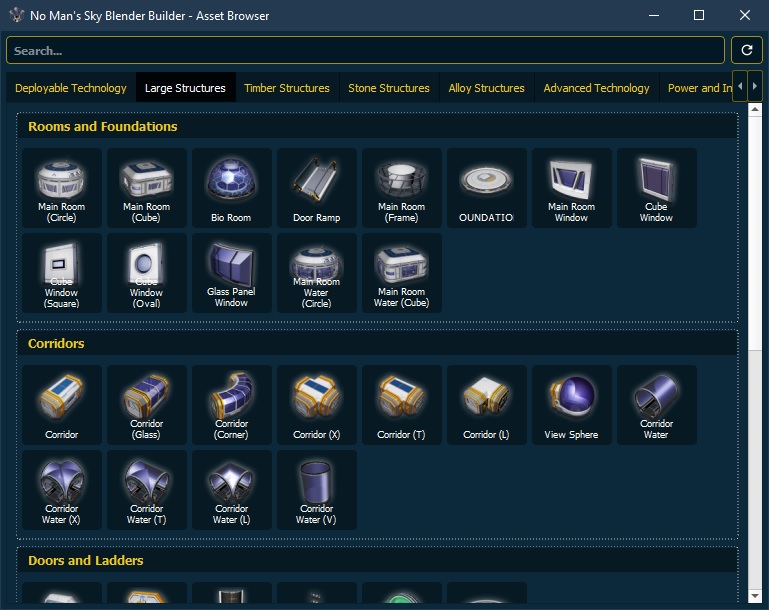 No Man's Sky Blender Builder - Asset Browser
Search...
Deployable Technology Large Structures Timber Structures Stone Structures Alloy Structures Advanced Technology Power and In
Rooms and Foundations
Main Room
(Circle)
Main Room
(Cube)
Bio Room
Door Ramp
Main Room
(Frame)
OUNDATIO
Main Room
Window
Cube
Window
Cube
Window
(Square)
Cube
Window
(Oval)
Glass Panel
Window
Main Room
Water
(Circle)
Main Room
Water (Cube)
Corridors
Corridor
Corridor
(Glass)
Corridor
(Corner)
Corridor (X)
Corridor (T)
Corridor (L)
View Sphere
Corridor
Water
Corridor
Water (X)
Corridor
Water (T)
Corridor
Water (L)
Corridor
Water (V)
Doors and Ladders